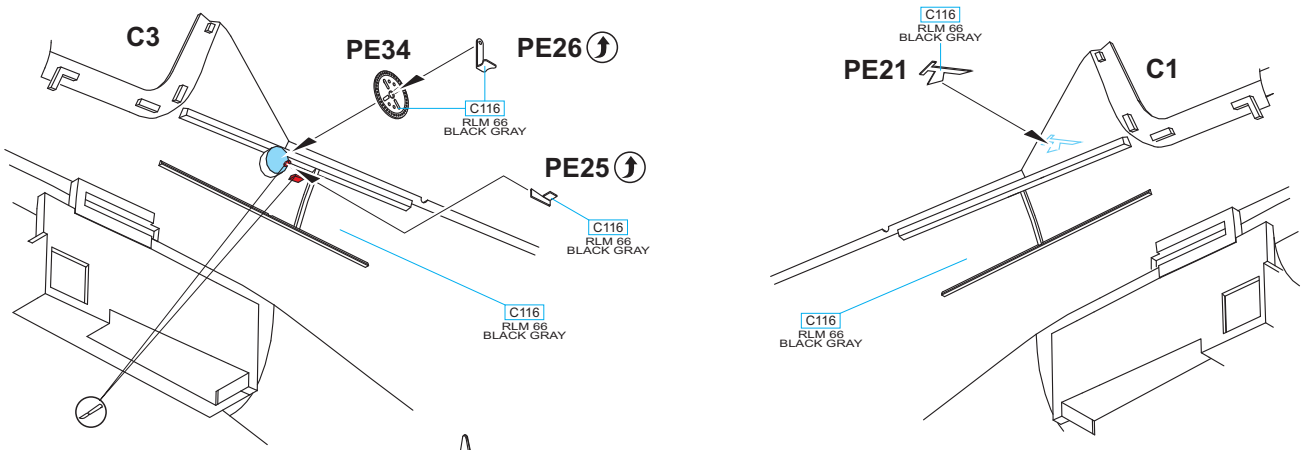 C3
PE34
PE26
C116
RLM 66
BLACK GRAY
PE25
C116
RLM 66
BLACK GRAY
C116
RLM 66
BLACK GRAY
C116
RLM 66
BLACK GRAY
PE21
C1
C116
RLM 66
BLACK GRAY